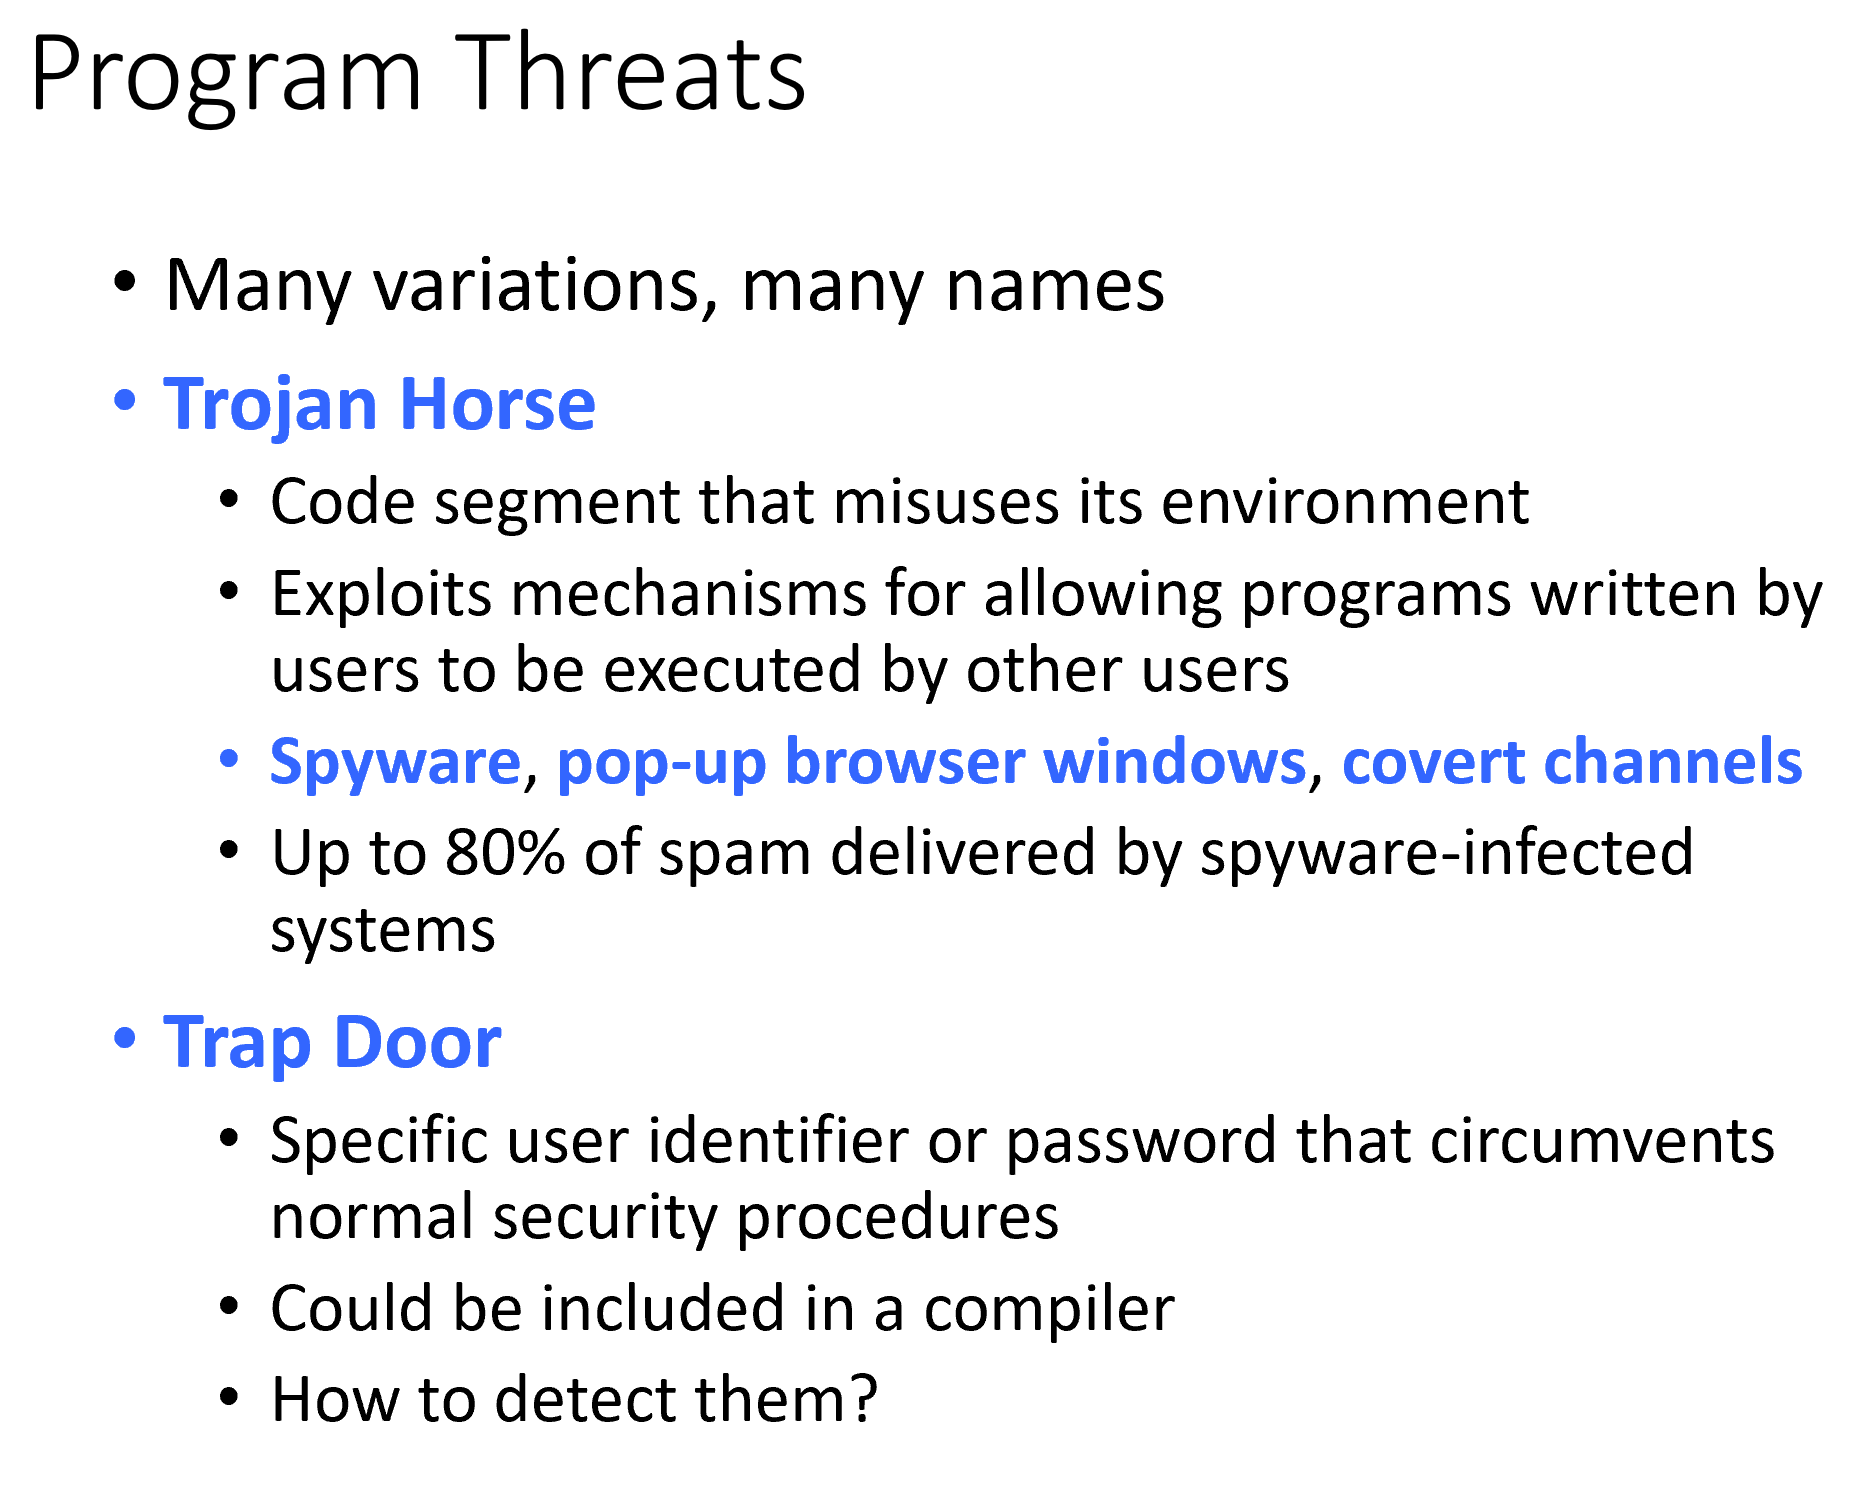 Program Threats
• Many variations, many names
• Trojan Horse
• Code segment that misuses its environment
• Exploits mechanisms for allowing programs written by
users to be executed by other users
• Spyware, pop-up browser windows, covert channels
• Up to 80% of spam delivered by spyware-infected
systems
• Trap Door
• Specific user identifier or password that circumvents
normal security procedures
• Could be included in a compiler
• How to detect them?